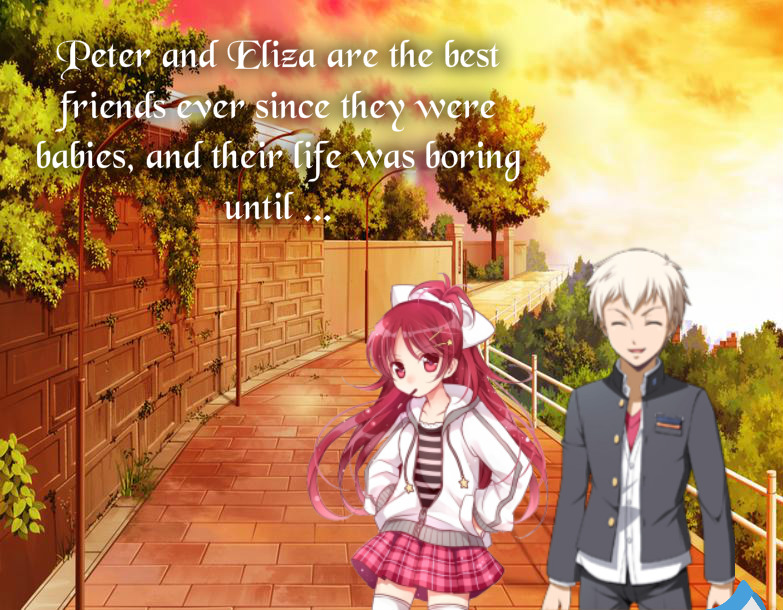 Peter and Eliza are the best
friends ever since they were
babies, and their life was boring
until ...